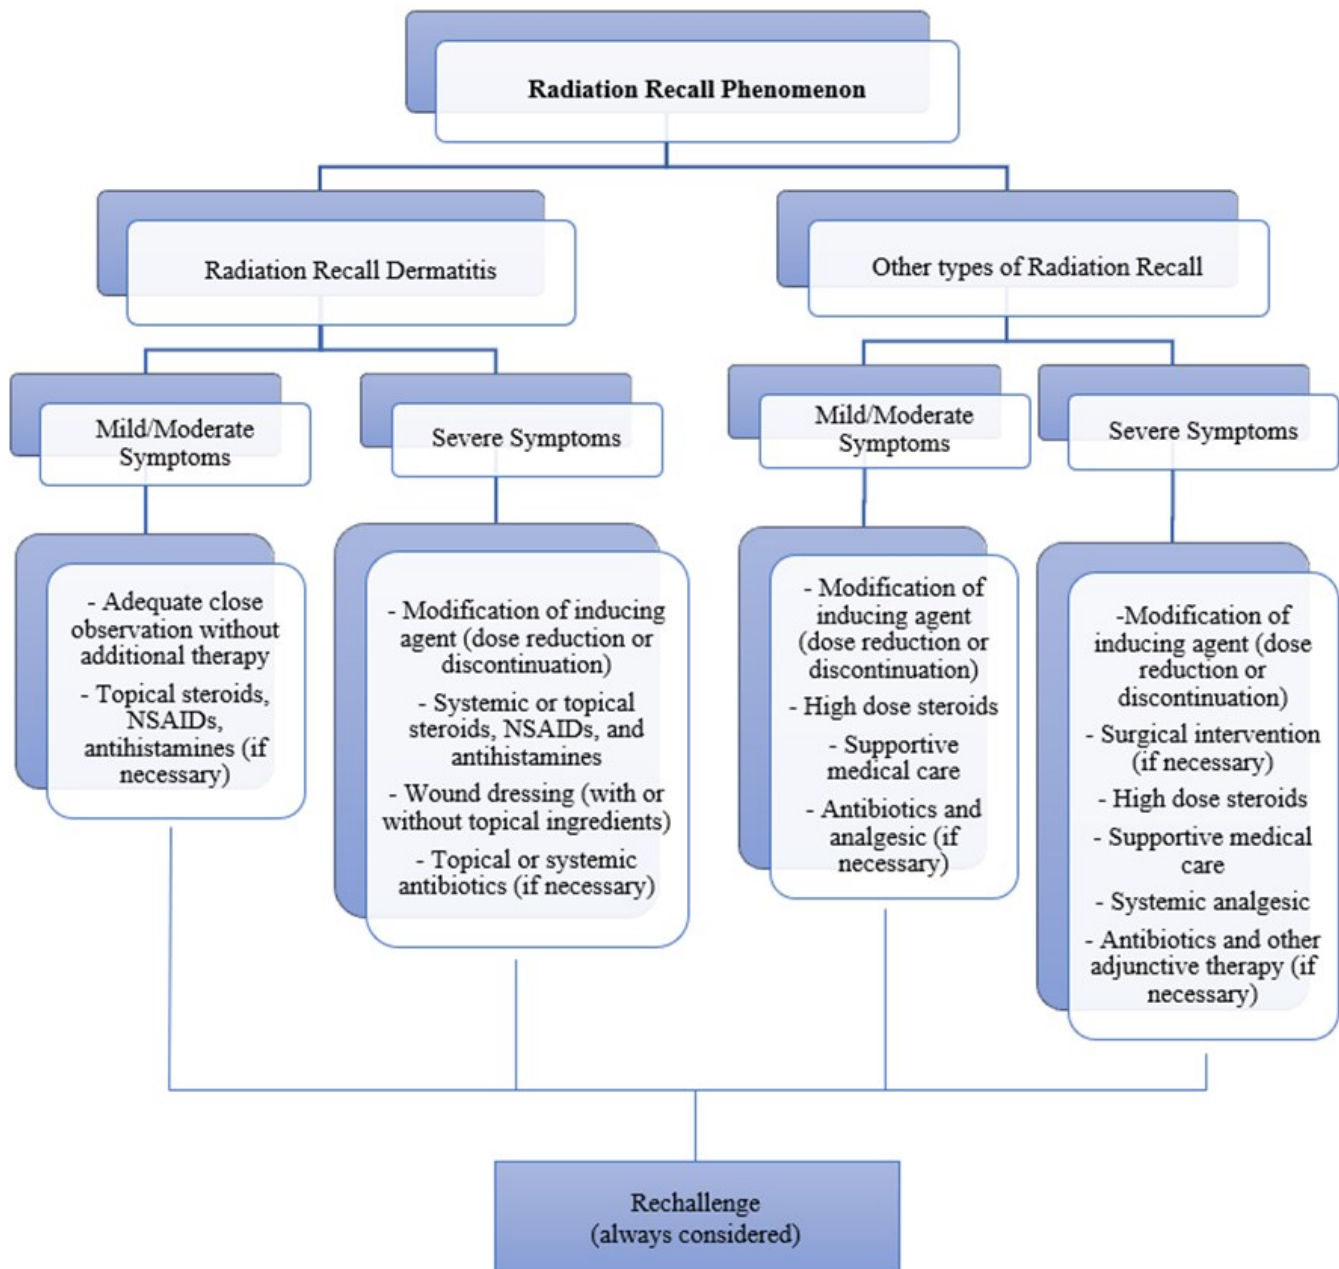 Radiation Recall Phenomenon
Radiation Recall Dermatitis
Other types of Radiation Recall
Mild/Moderate
Symptoms
Severe Symptoms
Mild/Moderate
Symptoms
Severe Symptoms
- Adequate close
observation without
additional therapy
- Topical steroids,
NSAIDs,
antihistamines (if
necessary)
- Modification of inducing
agent (dose reduction or
discontinuation)
- Systemic or topical
steroids, NSAIDs, and
antihistamines
- Wound dressing (with or
without topical ingredients)
- Topical or systemic
antibiotics (if necessary)
- Modification of
inducing agent
(dose reduction or
discontinuation)
- High dose steroids
- Supportive
medical care
- Antibiotics and
analgesic (if
necessary)
-Modification of
inducing agent (dose
reduction or
discontinuation)
- Surgical intervention
(if necessary)
- High dose steroids
- Supportive medical
care
- Systemic analgesic
- Antibiotics and other
adjunctive therapy (if
necessary)
Rechallenge
(always considered)